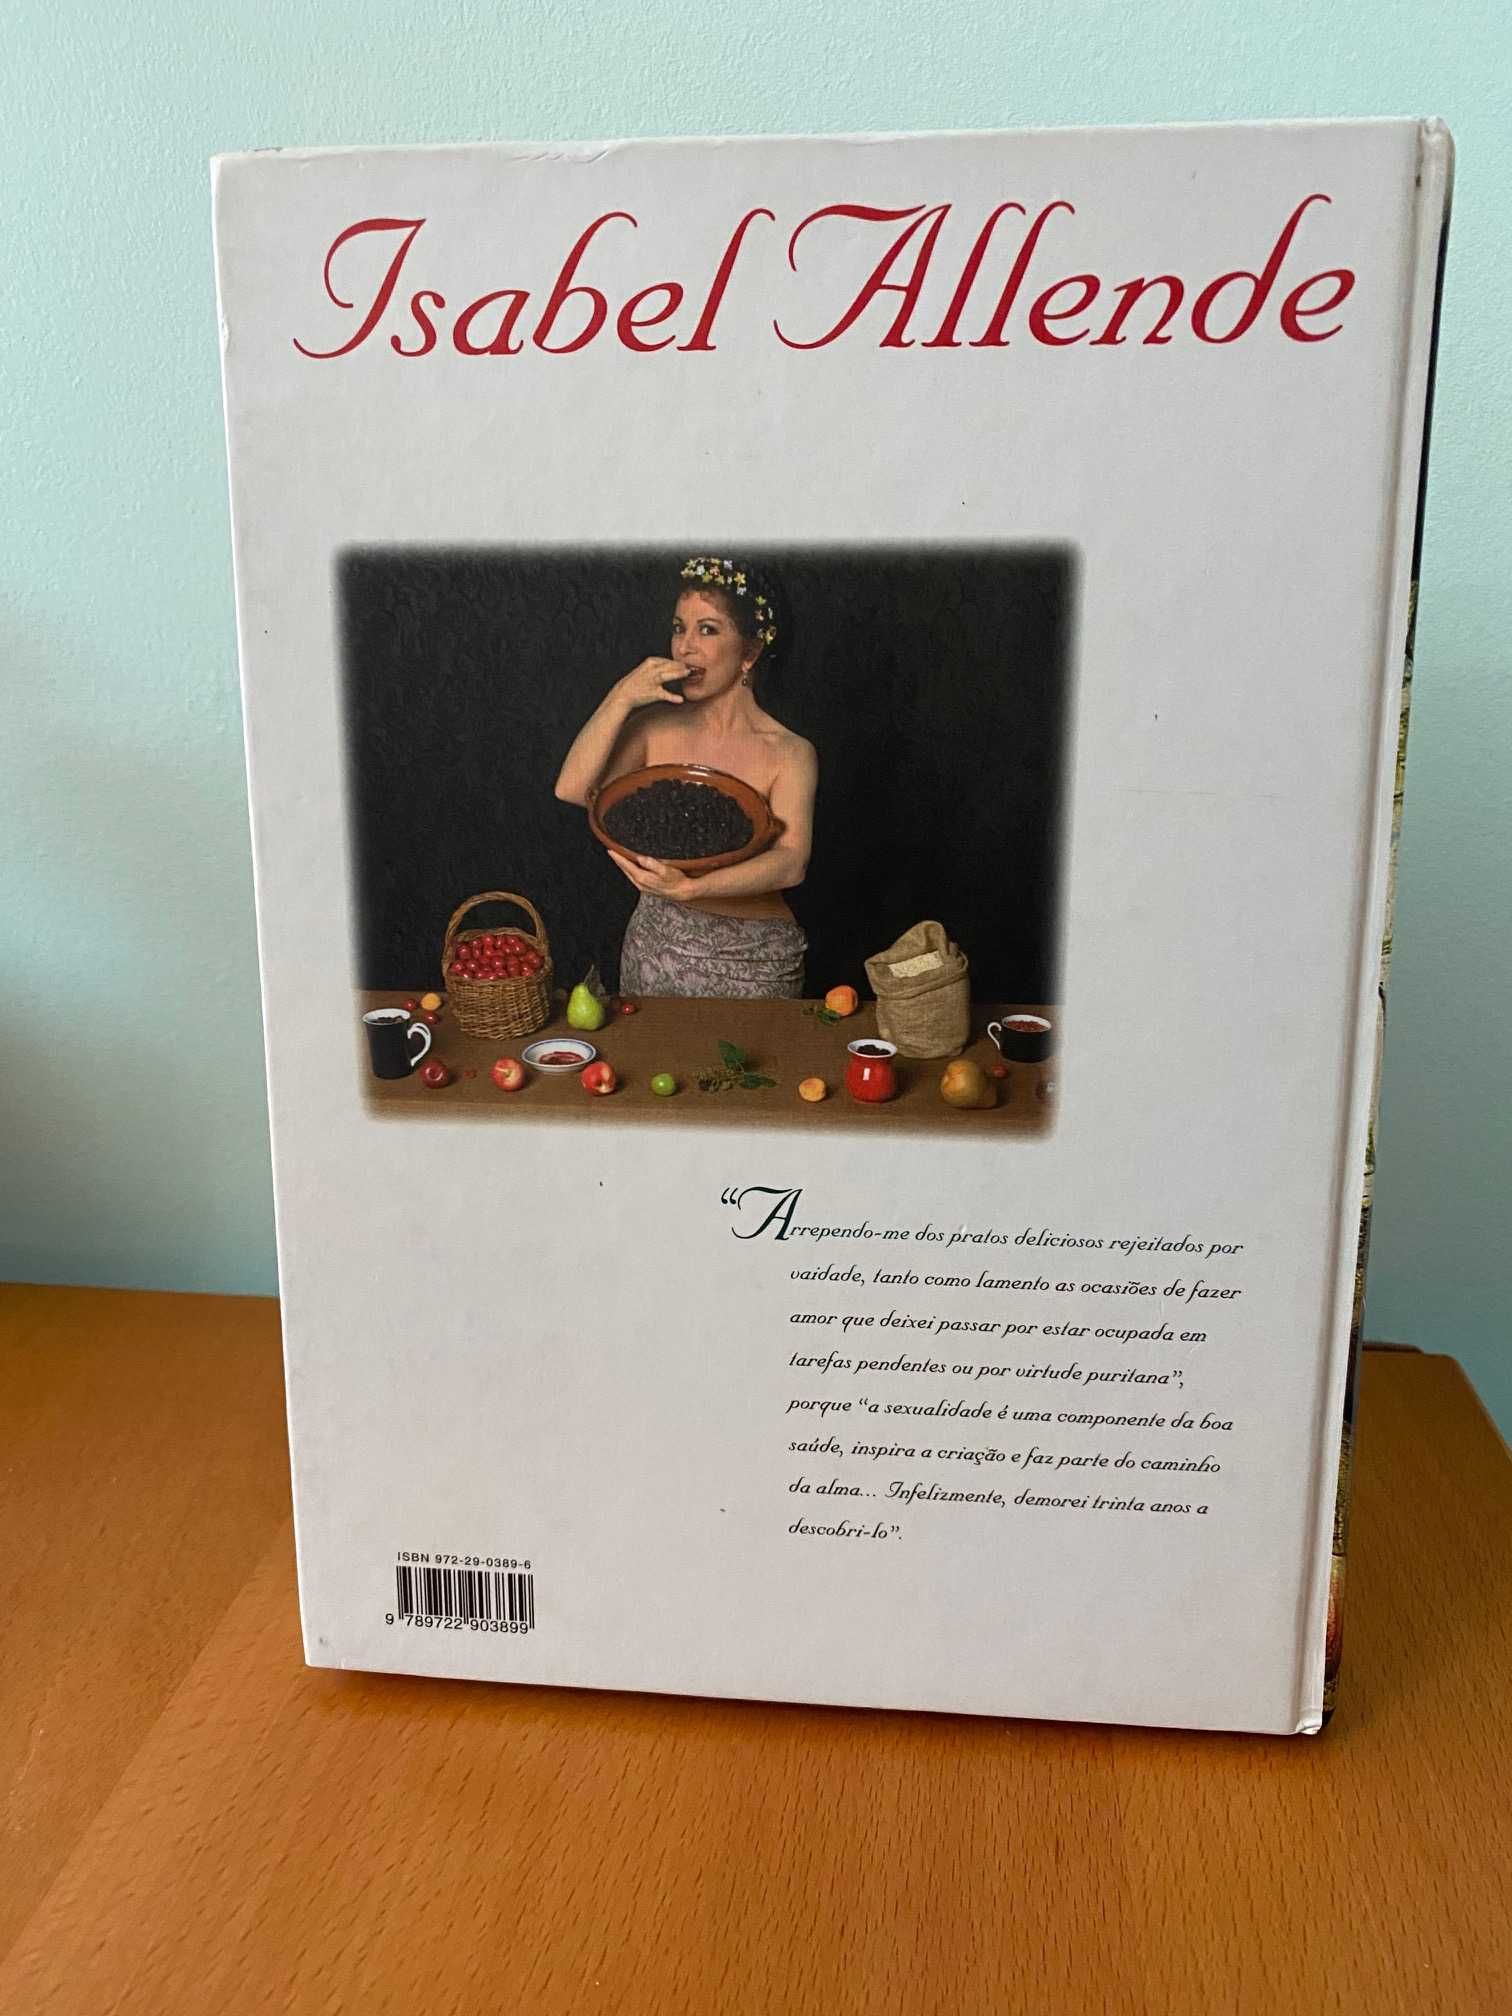 Isabel Allende
“Arrependo-me dos pratos deliciosos rejeitados por
vaidade, tanto como lamento as ocasiões de fazer
amor que deixei passar por estar ocupada em
tarefas pendentes ou por virtude puritana”,
porque “a sexualidade é uma componente da boa
saúde, inspira a criação e faz parte do caminho
da alma... Infelizmente, demorei trinta anos a
descobri-lo”.
ISBN 972-29-0389-6
9 789722 903899